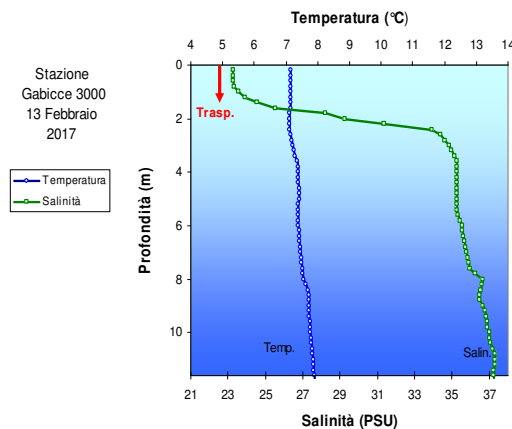 Temperatura (°C)
4 5 6 7 8 9 10 11 12 13 14
Stazione
Gabicce 3000
13 Febbraio
2017
Temperatura
Salinità
Profondità (m)
0
2
4
6
8
10
Trasp.
Temp.
Salin.
21 23 25 27 29 31 33 35 37
Salinità (PSU)